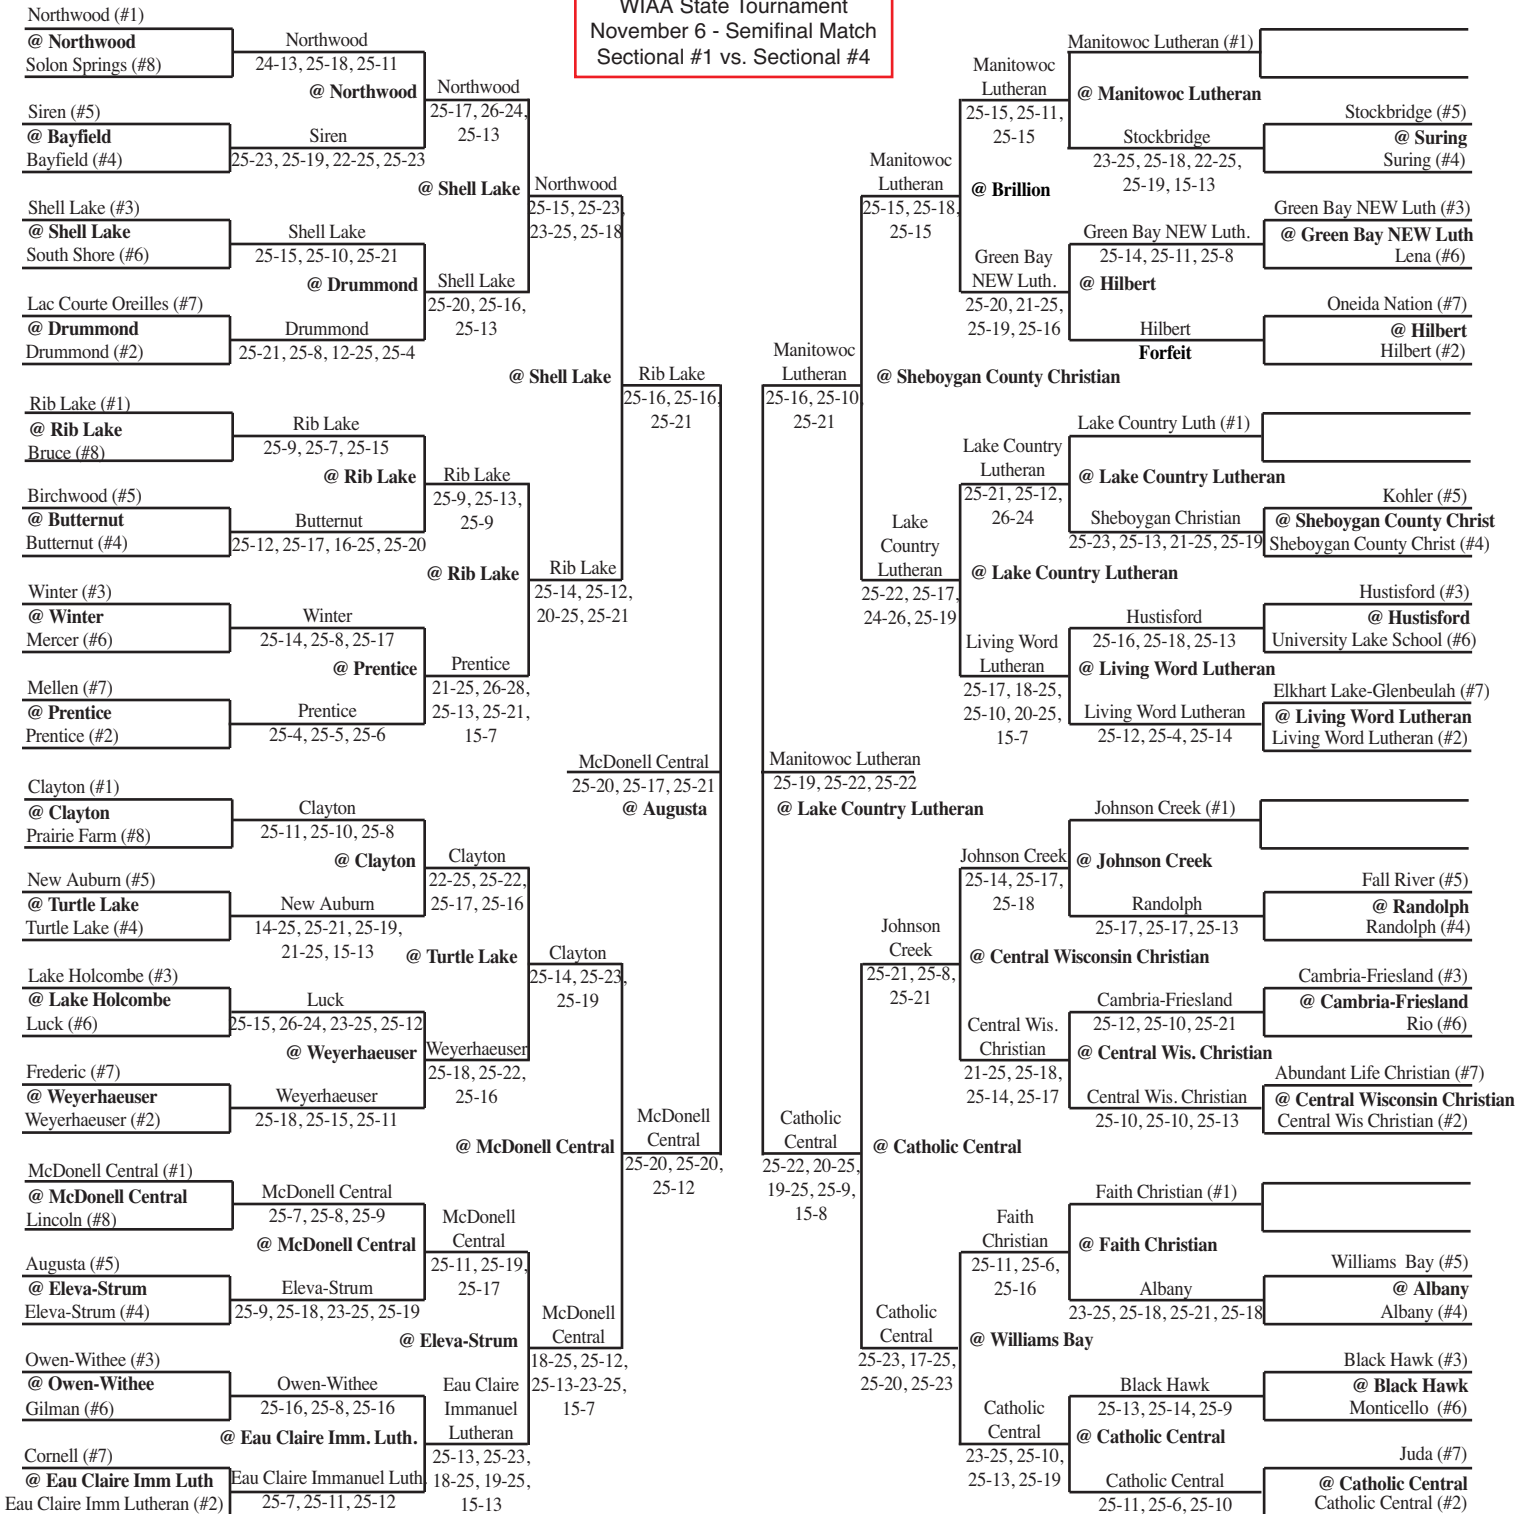 WIAA State Tournament
November 6 - Semifinal Match
Sectional #1 vs. Sectional #4
Northwood (#1)
@ Northwood
Solon Springs (#8)
Siren (#5)
@ Bayfield
Bayfield (#4)
Shell Lake (#3)
@ Shell Lake
South Shore (#6)
Lac Courte Oreilles (#7)
@ Drummond
Drummond (#2)
Rib Lake (#1)
@ Rib Lake
Bruce (#8)
Birchwood (#5)
@ Butternut
Butternut (#4)
Winter (#3)
@ Winter
Mercer (#6)
Mellen (#7)
@ Prentice
Prentice (#2)
Clayton (#1)
@ Clayton
Prairie Farm (#8)
New Auburn (#5)
@ Turtle Lake
Turtle Lake (#4)
Lake Holcombe (#3)
@ Lake Holcombe
Luck (#6)
Frederic (#7)
@ Weyerhaeuser
Weyerhaeuser (#2)
McDonell Central (#1)
@ McDonell Central
Lincoln (#8)
Augusta (#5)
@ Eleva-Strum
Eleva-Strum (#4)
Owen-Withee (#3)
@ Owen-Withee
Gilman (#6)
Cornell (#7)
@ Eau Claire Imm Luth
Eau Claire Imm Lutheran (#2)
Northwood
24-13, 25-18, 25-11
@ Northwood
Siren
25-23, 25-19, 22-25, 25-23
Shell Lake
25-15, 25-10, 25-21
@ Drummond
Drummond
25-21, 25-8, 12-25, 25-4
Rib Lake
25-9, 25-7, 25-15
@ Rib Lake
Butternut
25-12, 25-17, 16-25, 25-20
Winter
25-14, 25-8, 25-17
@ Prentice
Prentice
25-4, 25-5, 25-6
Clayton
25-11, 25-10, 25-8
@ Clayton
New Auburn
14-25, 25-21, 25-19,
21-25, 15-13
Luck
25-15, 26-24, 23-25, 25-12
@ Weyerhaeuser
Weyerhaeuser
25-18, 25-15, 25-11
McDonell Central
25-7, 25-8, 25-9
@ McDonell Central
Eleva-Strum
25-9, 25-18, 23-25, 25-19
Owen-Withee
25-16, 25-8, 25-16
@ Eau Claire Imm. Luth.
Eau Claire Immanuel Luth.
25-7, 25-11, 25-12
Northwood
25-17, 26-24,
25-13
@ Shell Lake
Shell Lake
25-20, 25-16,
25-13
Rib Lake
25-9, 25-13,
25-9
@ Rib Lake
Prentice
21-25, 26-28,
25-13, 25-21,
15-7
Clayton
22-25, 25-22,
25-17, 25-16
@ Turtle Lake
Weyerhaeuser
25-18, 25-22,
25-16
McDonell
Central
25-11, 25-19,
25-17
@ Eleva-Strum
Eau Claire
Immanuel
Lutheran
25-13, 25-23,
18-25, 19-25,
15-13
Northwood
25-15, 25-23,
23-25, 25-18
@ Shell Lake
Rib Lake
25-14, 25-12,
20-25, 25-21
Clayton
25-14, 25-23,
25-19
@ McDonell Central
McDonell
Central
18-25, 25-12,
25-13-23-25,
15-7
Rib Lake
25-16, 25-16,
25-21
McDonell Central
25-20, 25-17, 25-21
@ Augusta
McDonell
Central
25-20, 25-20,
25-12
Manitowoc
Lutheran
25-16, 25-10,
25-21
Manitowoc Lutheran
25-19, 25-22, 25-22
@ Lake Country Lutheran
Catholic
Central
25-22, 20-25,
19-25, 25-9,
15-8
Manitowoc
Lutheran
25-15, 25-18,
25-15
@ Sheboygan County Christian
Lake
Country
Lutheran
25-22, 25-17,
24-26, 25-19
Johnson
Creek
25-21, 25-8,
25-21
@ Catholic Central
Catholic
Central
25-23, 17-25,
25-20, 25-23
Manitowoc
Lutheran
25-15, 25-11,
25-15
@ Brillion
Green Bay
NEW Luth.
25-20, 21-25,
25-19, 25-16
Lake Country
Lutheran
25-21, 25-12,
26-24
@ Lake Country Lutheran
Living Word
Lutheran
25-17, 18-25,
25-10, 20-25,
15-7
Johnson Creek
25-14, 25-17,
25-18
@ Central Wisconsin Christian
Central Wis.
Christian
21-25, 25-18,
25-14, 25-17
Faith
Christian
25-11, 25-6,
25-16
@ Williams Bay
Catholic
Central
23-25, 25-10,
25-13, 25-19
Manitowoc Lutheran (#1)
@ Manitowoc Lutheran
Stockbridge
23-25, 25-18, 22-25,
25-19, 15-13
Green Bay NEW Luth.
25-14, 25-11, 25-8
@ Hilbert
Hilbert
Forfeit
Lake Country Luth (#1)
@ Lake Country Lutheran
Sheboygan Christian
25-23, 25-13, 21-25, 25-19
Hustisford
25-16, 25-18, 25-13
@ Living Word Lutheran
Living Word Lutheran
25-12, 25-4, 25-14
Johnson Creek (#1)
@ Johnson Creek
Randolph
25-17, 25-17, 25-13
Cambria-Friesland
25-12, 25-10, 25-21
@ Central Wis. Christian
Central Wis. Christian
25-10, 25-10, 25-13
Faith Christian (#1)
@ Faith Christian
Albany
23-25, 25-18, 25-21, 25-18
Black Hawk
25-13, 25-14, 25-9
@ Catholic Central
Catholic Central
25-11, 25-6, 25-10
Stockbridge (#5)
@ Suring
Suring (#4)
Green Bay NEW Luth (#3)
@ Green Bay NEW Luth
Lena (#6)
Oneida Nation (#7)
@ Hilbert
Hilbert (#2)
Kohler (#5)
@ Sheboygan County Christ
Sheboygan County Christ (#4)
Hustisford (#3)
@ Hustisford
University Lake School (#6)
Elkhart Lake-Glenbeulah (#7)
@ Living Word Lutheran
Living Word Lutheran (#2)
Fall River (#5)
@ Randolph
Randolph (#4)
Cambria-Friesland (#3)
@ Cambria-Friesland
Rio (#6)
Abundant Life Christian (#7)
@ Central Wisconsin Christian
Central Wis Christian (#2)
Williams Bay (#5)
@ Albany
Albany (#4)
Black Hawk (#3)
@ Black Hawk
Monticello (#6)
Juda (#7)
@ Catholic Central
Catholic Central (#2)